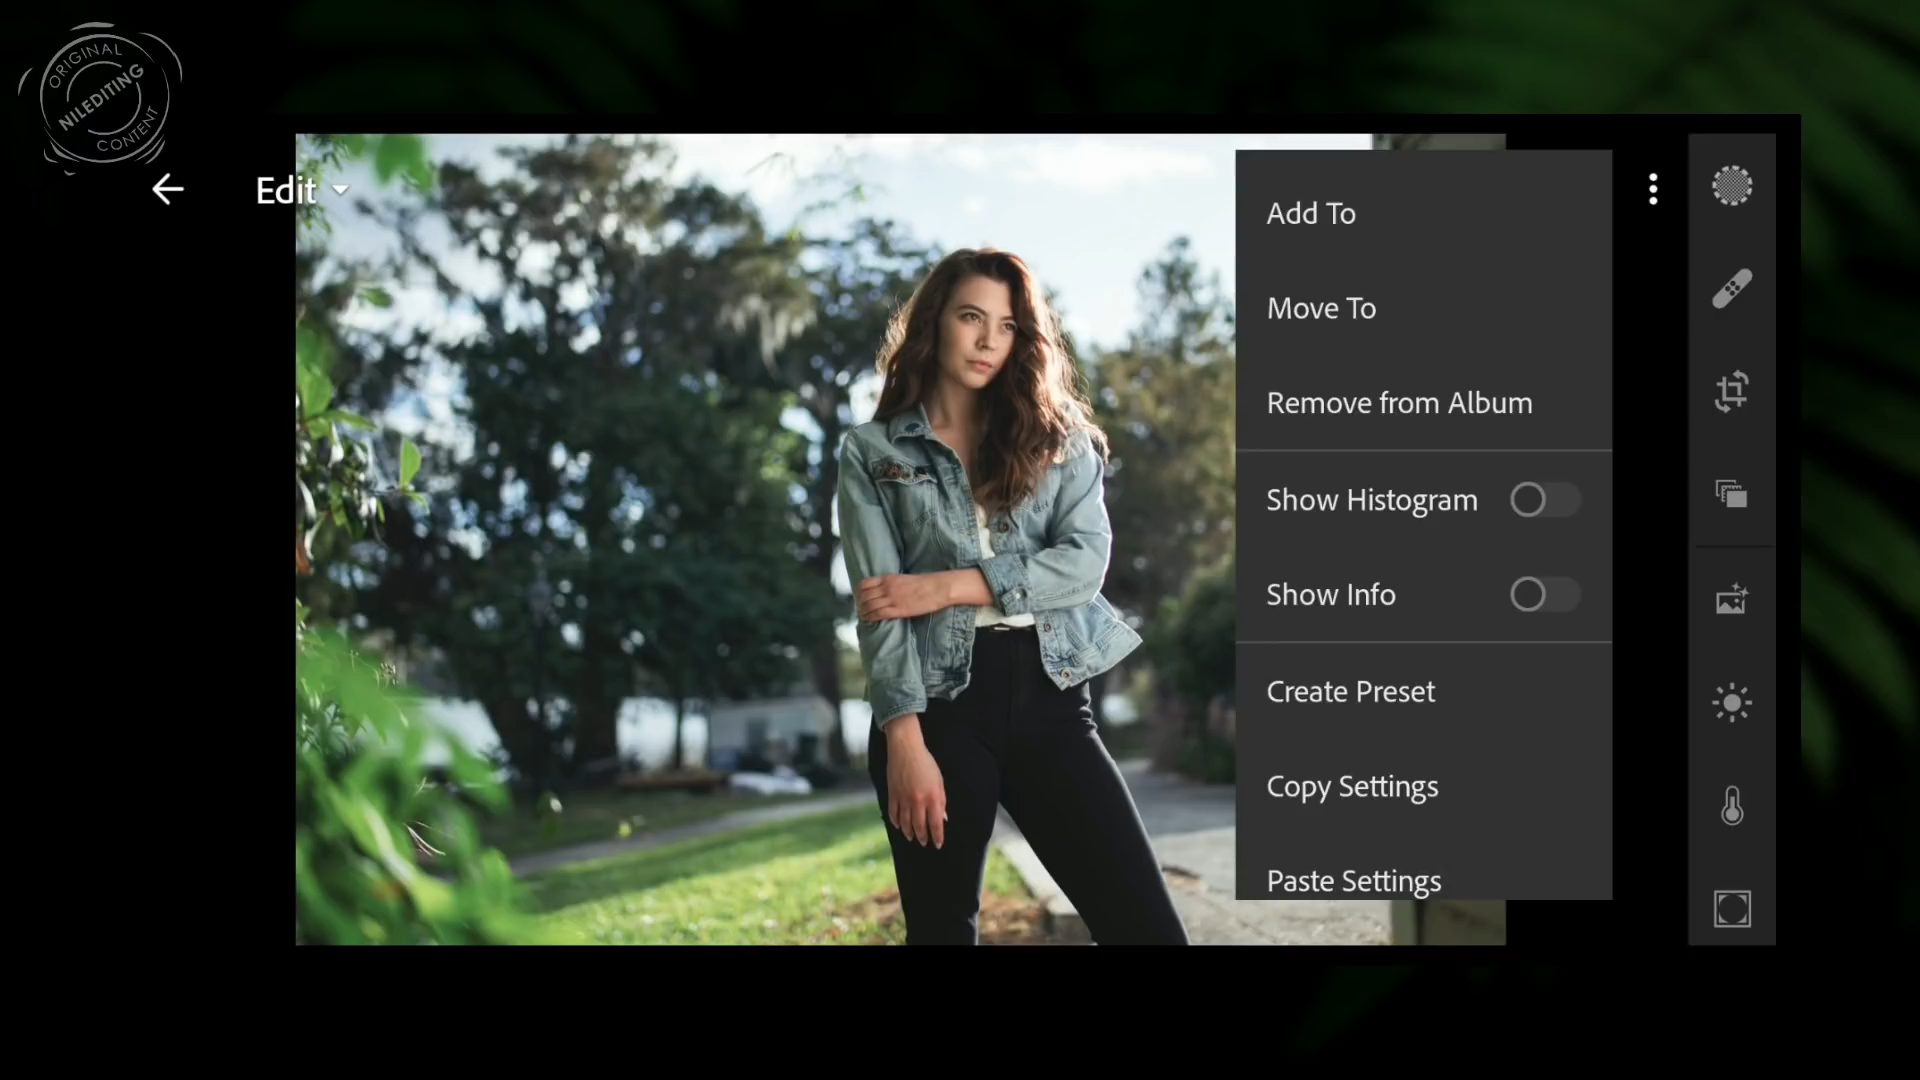 ORIGINAL
NILEDITING
CONTENT
Edit
Add To
Move To
Remove from Album
Show Histogram
Show Info
Create Preset
Copy Settings
Paste Settings